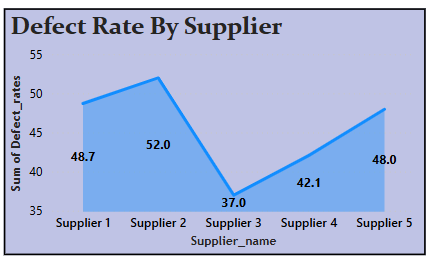 Defect Rate By Supplier
55
50
45
40
35
Sum of Defect_rates
48.7
52.0
37.0
42.1
48.0
Supplier 1 Supplier 2 Supplier 3 Supplier 4 Supplier 5
Supplier_name